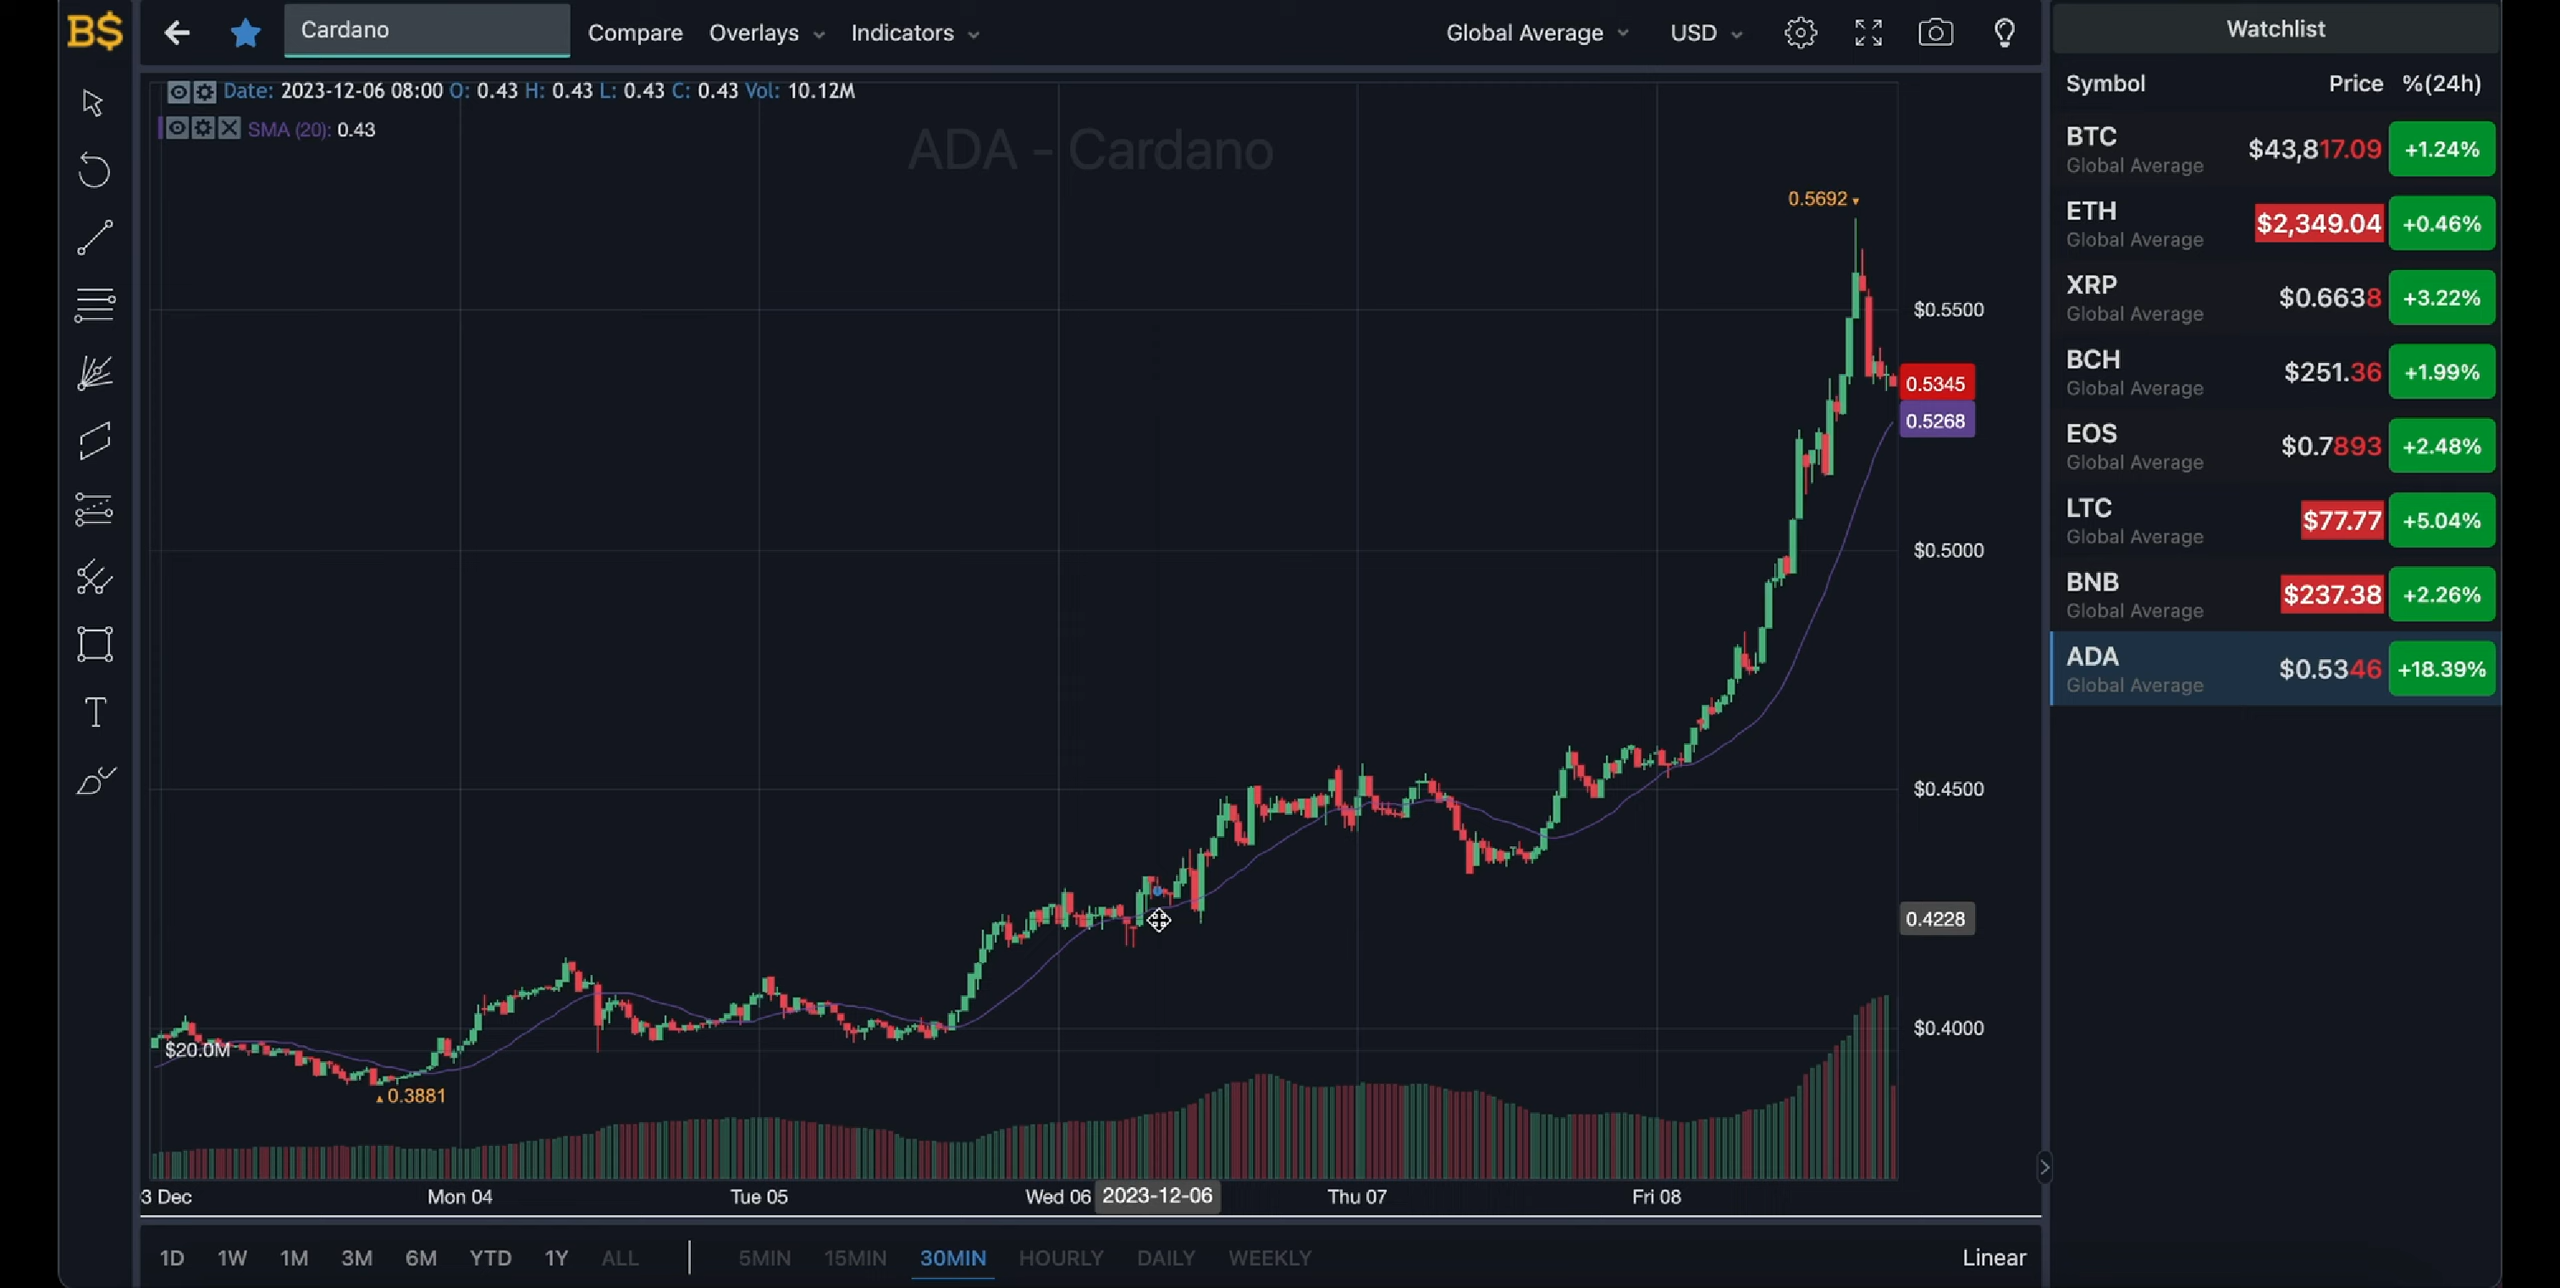 B$
Cardano
Compare
Overlays
Indicators
Global Average
USD
Date: 2023-12-06 08:00 O: 0.43 H: 0.43 L: 0.43 C: 0.43 Vol: 10.12M
SMA (20): 0.43
ADA - Cardano
0.5692
$0.5500
0.5345
0.5268
$0.5000
$0.4500
0.4228
$0.4000
$20.0M
0.3881
3 Dec
Mon 04
Tue 05
Wed 06
2023-12-06
Thu 07
Fri 08
1D 1W 1M 3M 6M YTD 1Y ALL
5MIN 15MIN 30MIN HOURLY DAILY WEEKLY
Linear
T
Watchlist
Symbol Price %(24h)
BTC $43,817.09 +1.24%
Global Average
ETH $2,349.04 +0.46%
Global Average
XRP $0.6638 +3.22%
Global Average
BCH $251.36 +1.99%
Global Average
EOS $0.7893 +2.48%
Global Average
LTC $77.77 +5.04%
Global Average
BNB $237.38 +2.26%
Global Average
ADA $0.5346 +18.39%
Global Average